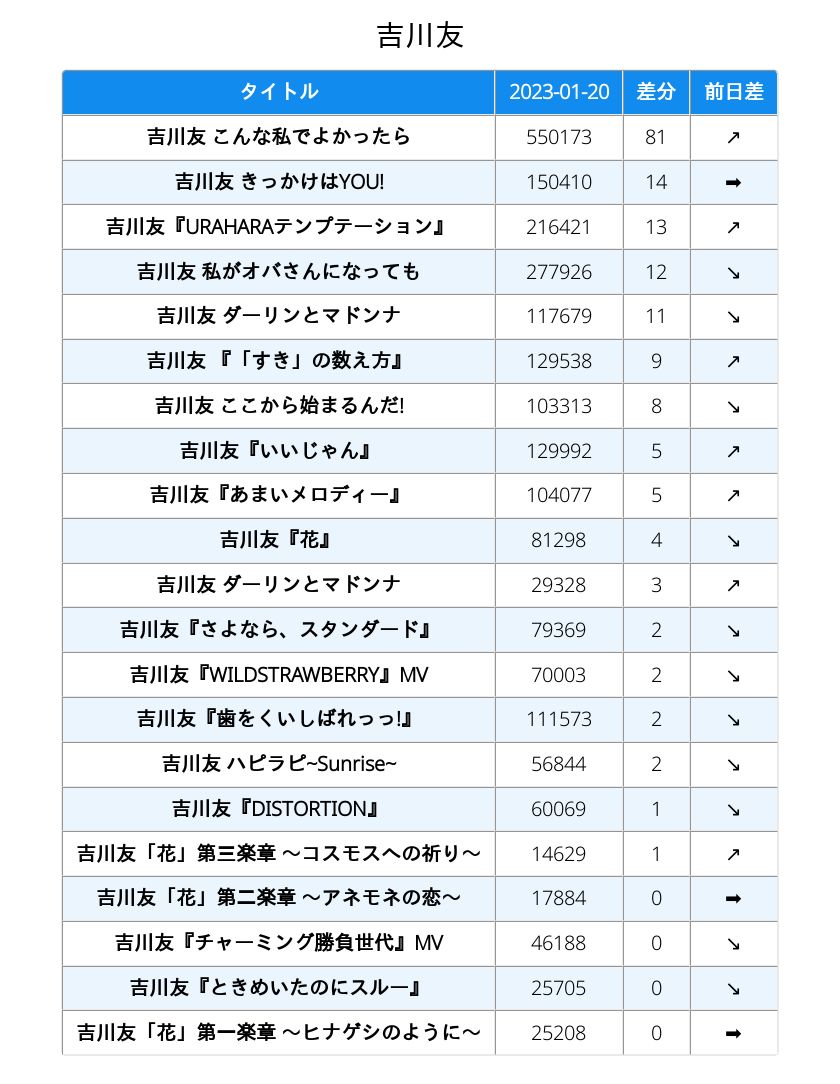 吉川友
タイトル 2023-01-20 差分 前日差
吉川友 こんな私でよかったら 550173 81 ↗
吉川友 きっかけはYOU! 150410 14 ➡
吉川友『URAHARAテンプテーション』 216421 13 ↗
吉川友 私がオバさんになっても 277926 12 ↘
吉川友 ダーリンとマドンナ 117679 11 ↘
吉川友 『「すき」の数え方』 129538 9 ↗
吉川友 ここから始まるんだ! 103313 8 ↘
吉川友『いいじゃん』 129992 5 ↗
吉川友『あまいメロディー』 104077 5 ↗
吉川友『花』 81298 4 ↘
吉川友 ダーリンとマドンナ 29328 3 ↗
吉川友『さよなら、スタンダード』 79369 2 ↘
吉川友『WILDSTRAWBERRY』MV 70003 2 ↘
吉川友『歯をくいしばれっっ!』 111573 2 ↘
吉川友 ハピラピ~Sunrise~ 56844 2 ↘
吉川友『DISTORTION』 60069 1 ↘
吉川友「花」第三楽章 ～コスモスへの祈り～ 14629 1 ↗
吉川友「花」第二楽章 ～アネモネの恋～ 17884 0 ➡
吉川友『チャーミング勝負世代』MV 46188 0 ↘
吉川友『ときめいたのにスルー』 25705 0 ↘
吉川友「花」第一楽章 ～ヒナゲシのように～ 25208 0 ➡